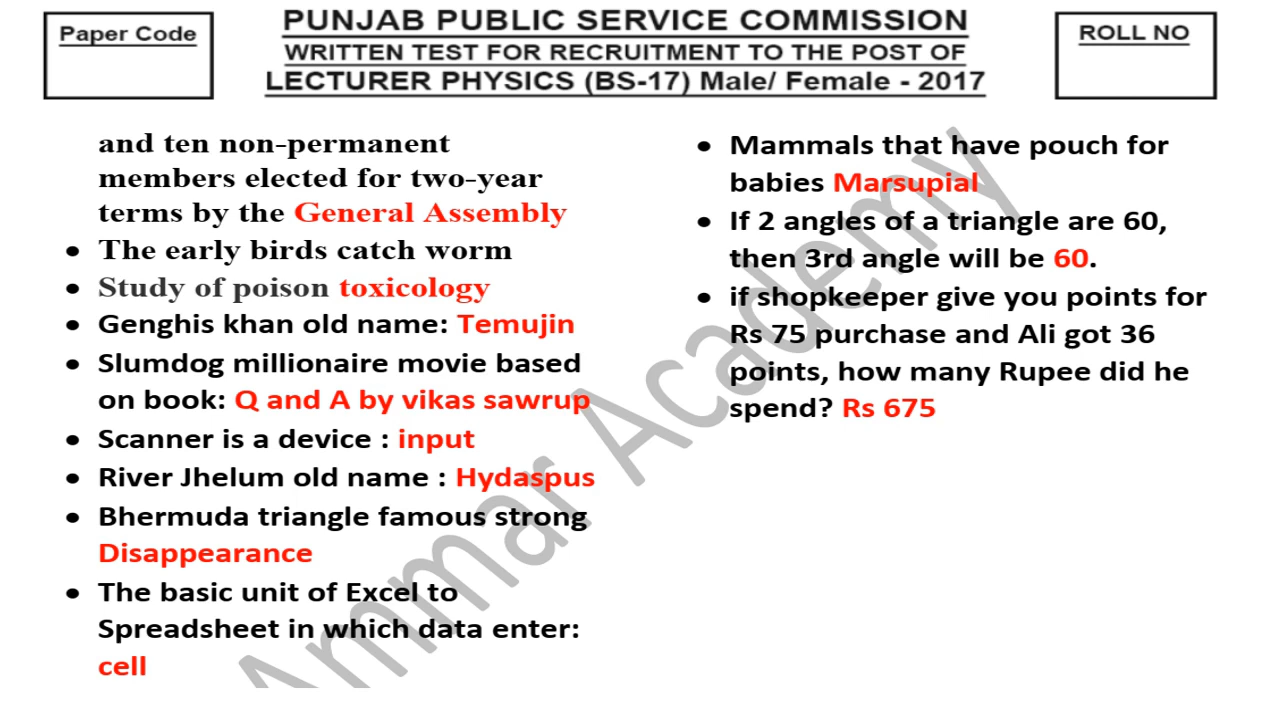 Paper Code
PUNJAB PUBLIC SERVICE COMMISSION
WRITTEN TEST FOR RECRUITMENT TO THE POST OF
LECTURER PHYSICS (BS-17) Male/ Female - 2017
ROLL NO
and ten non-permanent
members elected for two-year
terms by the General Assembly
• The early birds catch worm
• Study of poison toxicology
• Genghis khan old name: Temujin
• Slumdog millionaire movie based
on book: Q and A by vikas sawrup
• Scanner is a device : input
• River Jhelum old name : Hydaspus
• Bhermuda triangle famous strong
Disappearance
• The basic unit of Excel to
Spreadsheet in which data enter:
cell
• Mammals that have pouch for
babies Marsupial
• If 2 angles of a triangle are 60,
then 3rd angle will be 60.
• if shopkeeper give you points for
Rs 75 purchase and Ali got 36
points, how many Rupee did he
spend? Rs 675
Ammar Academy